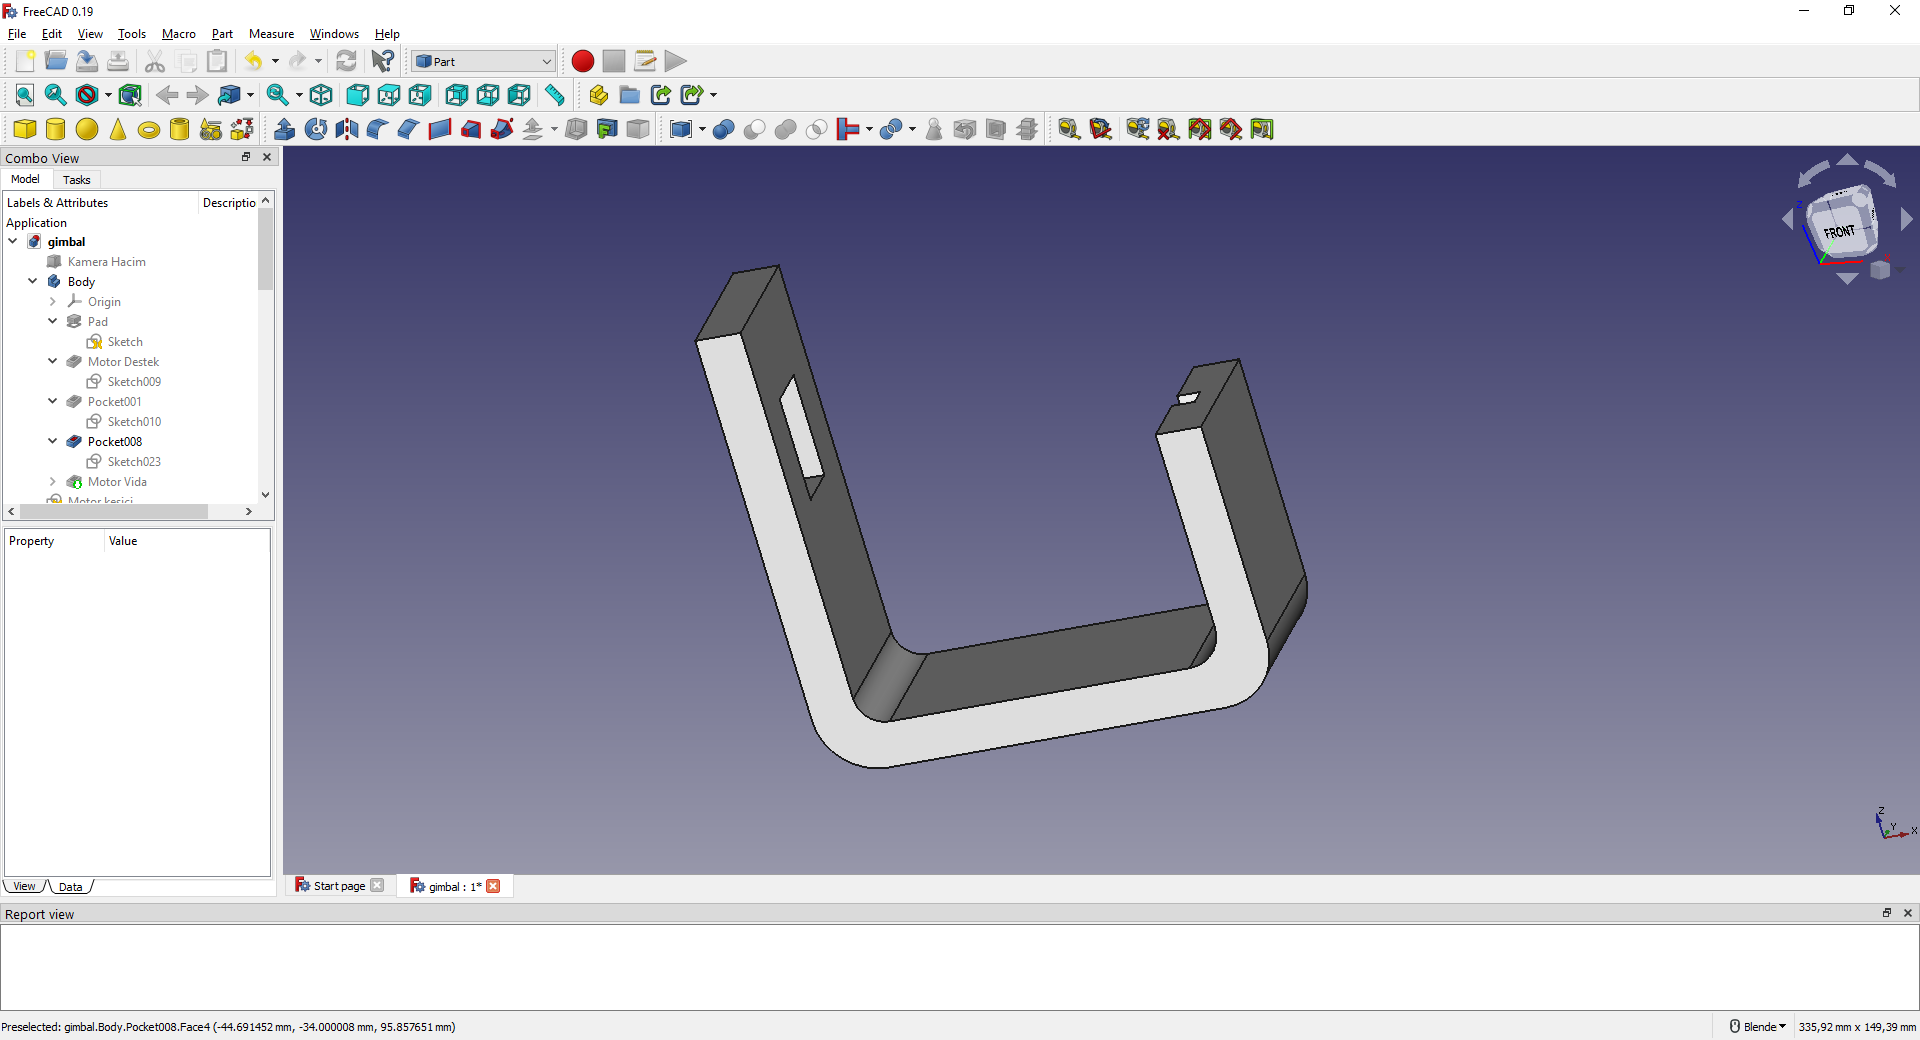 FreeCAD 0.19
File Edit View Tools Macro Part Measure Windows Help
Part
Combo View
Model Tasks
Labels & Attributes Descriptio
Application
gimbal
Kamera Hacim
Body
Origin
Pad
Sketch
Motor Destek
Sketch009
Pocket001
Sketch010
Pocket008
Sketch023
Motor Vida
Motor kesici
Property Value
View Data
FRONT
Z
Z
Y
X
Start page gimbal : 1*
Report view
Preselected: gimbal.Body.Pocket008.Face4 (-44.691452 mm, -34.000008 mm, 95.857651 mm)
Blende 335,92 mm x 149,39 mm